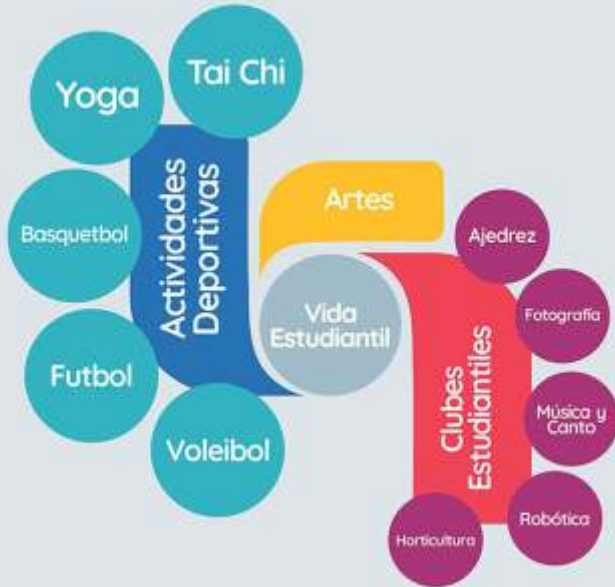 Tai Chi
Yoga
Basquetbol
Futbol
Voleibol
Actividades
Deportivas
Artes
Vida
Estudiantil
Clubes
Estudiantiles
Ajedrez
Fotografía
Música y
Canto
Robótica
Horticultura